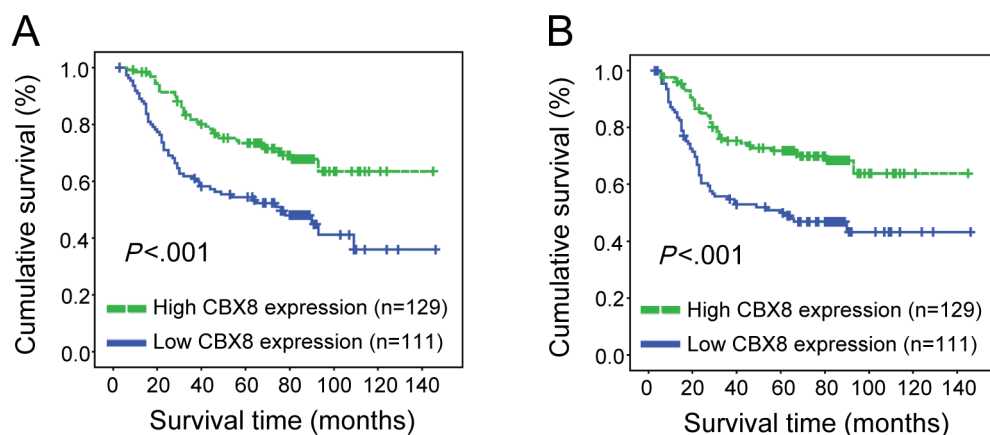 A
Cumulative survival (%)
1.0
0.8
0.6
0.4
0.2
0.0
P<.001
High CBX8 expression (n=129)
Low CBX8 expression (n=111)
0 20 40 60 80 100 120 140
Survival time (months)
B
Cumulative survival (%)
1.0
0.8
0.6
0.4
0.2
0.0
P<.001
High CBX8 expression (n=129)
Low CBX8 expression (n=111)
0 20 40 60 80 100 120 140
Survival time (months)